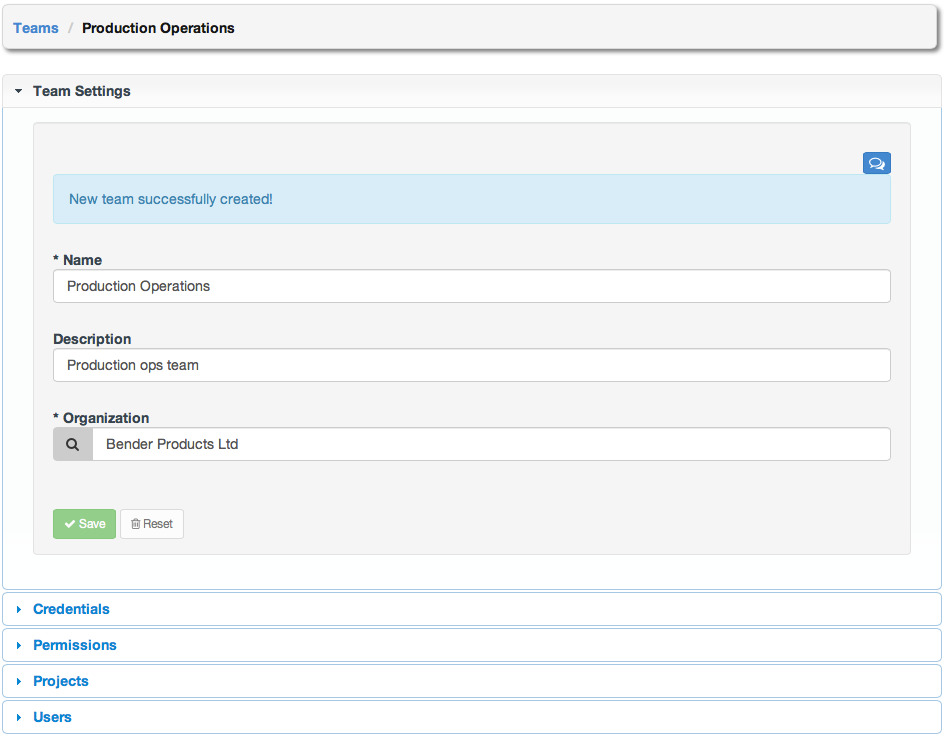 Teams / Production Operations
Team Settings
New team successfully created!
* Name
Production Operations
Description
Production ops team
* Organization
Bender Products Ltd
Save Reset
Credentials
Permissions
Projects
Users